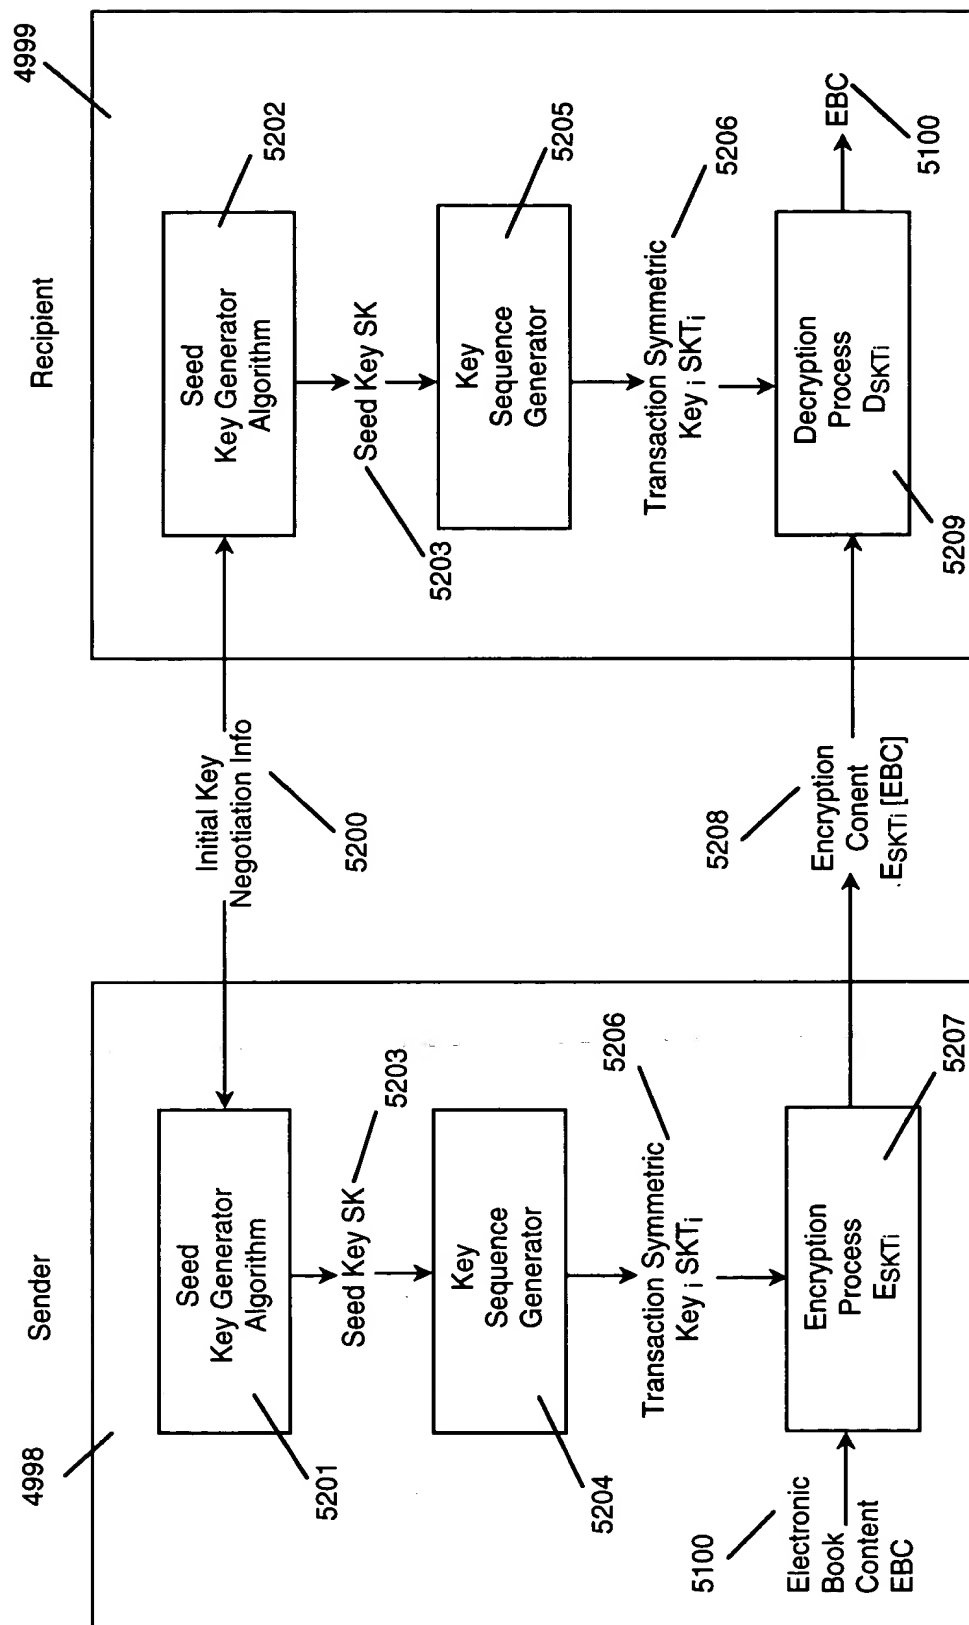 Sender
4998
Seed
Key Generator
Algorithm
5201
Seed Key SK
5203
Key
Sequence
Generator
5204
Transaction Symmetric
Key i SKTi
5206
5100
Electronic
Book
Content
EBC
Encryption
Process
ESKTi
5207
Initial Key
Negotiation Info
5200
5208
Encryption
Conent
ESKTi [EBC]
Recipient
4999
Seed
Key Generator
Algorithm
5202
Seed Key SK
5203
Key
Sequence
Generator
5205
Transaction Symmetric
Key i SKTi
5206
Decryption
Process
DSKTi
5209
EBC
5100